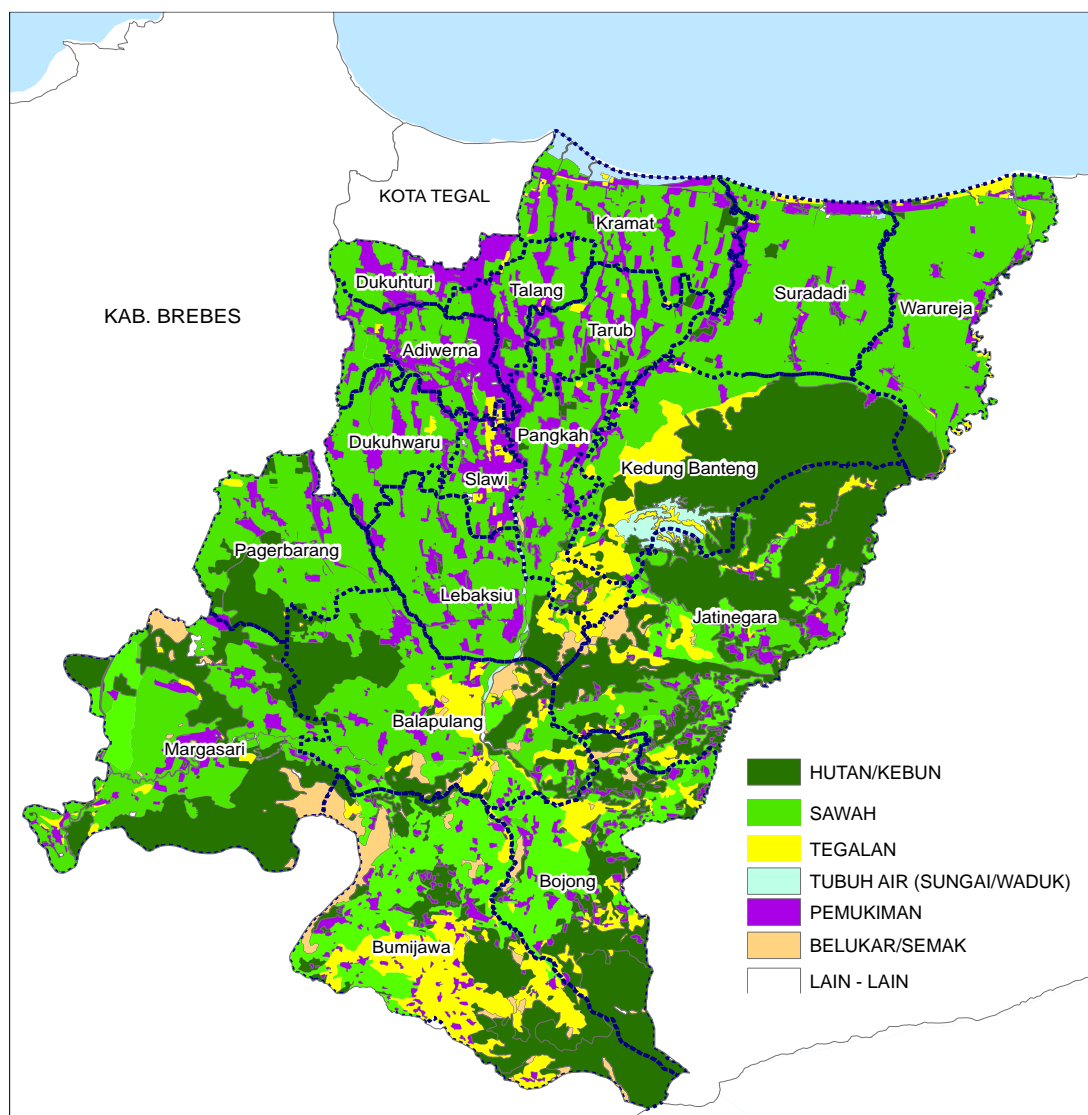 KOTA TEGAL
Kramat
Dukuhturi
Talang
Suradadi
Warureja
KAB. BREBES
Tarub
Adiwerna
Dukuhwaru
Pangkah
Kedung Banteng
Slawi
Pagerbarang
Lebaksiu
Jatinegara
Balapulang
Margasari
Bojong
Bumijawa
HUTAN/KEBUN
SAWAH
TEGALAN
TUBUH AIR (SUNGAI/WADUK)
PEMUKIMAN
BELUKAR/SEMAK
LAIN - LAIN